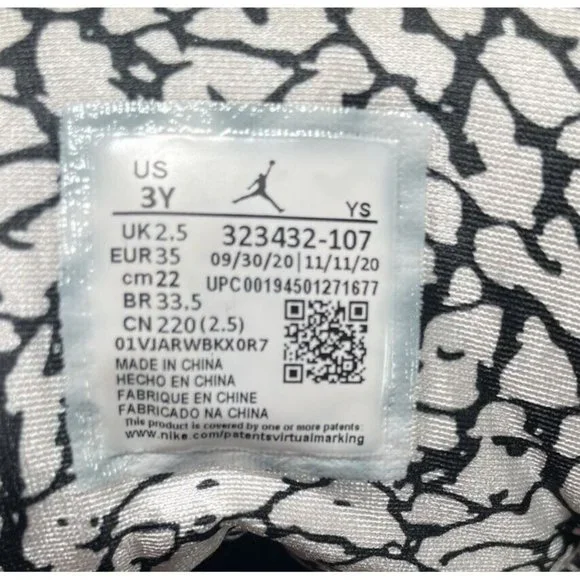 US
3Y
YS
UK 2.5
323432-107
EUR 35
09/30/20 | 11/11/20
cm 22
UPC00194501271677
BR 33.5
CN 220 (2.5)
01VJARWBKX0R7
MADE IN CHINA
HECHO EN CHINA
FABRIQUE EN CHINE
FABRICADO NA CHINA
This product is covered by one or more patents:
www.nike.com/patentsvirtualmarking